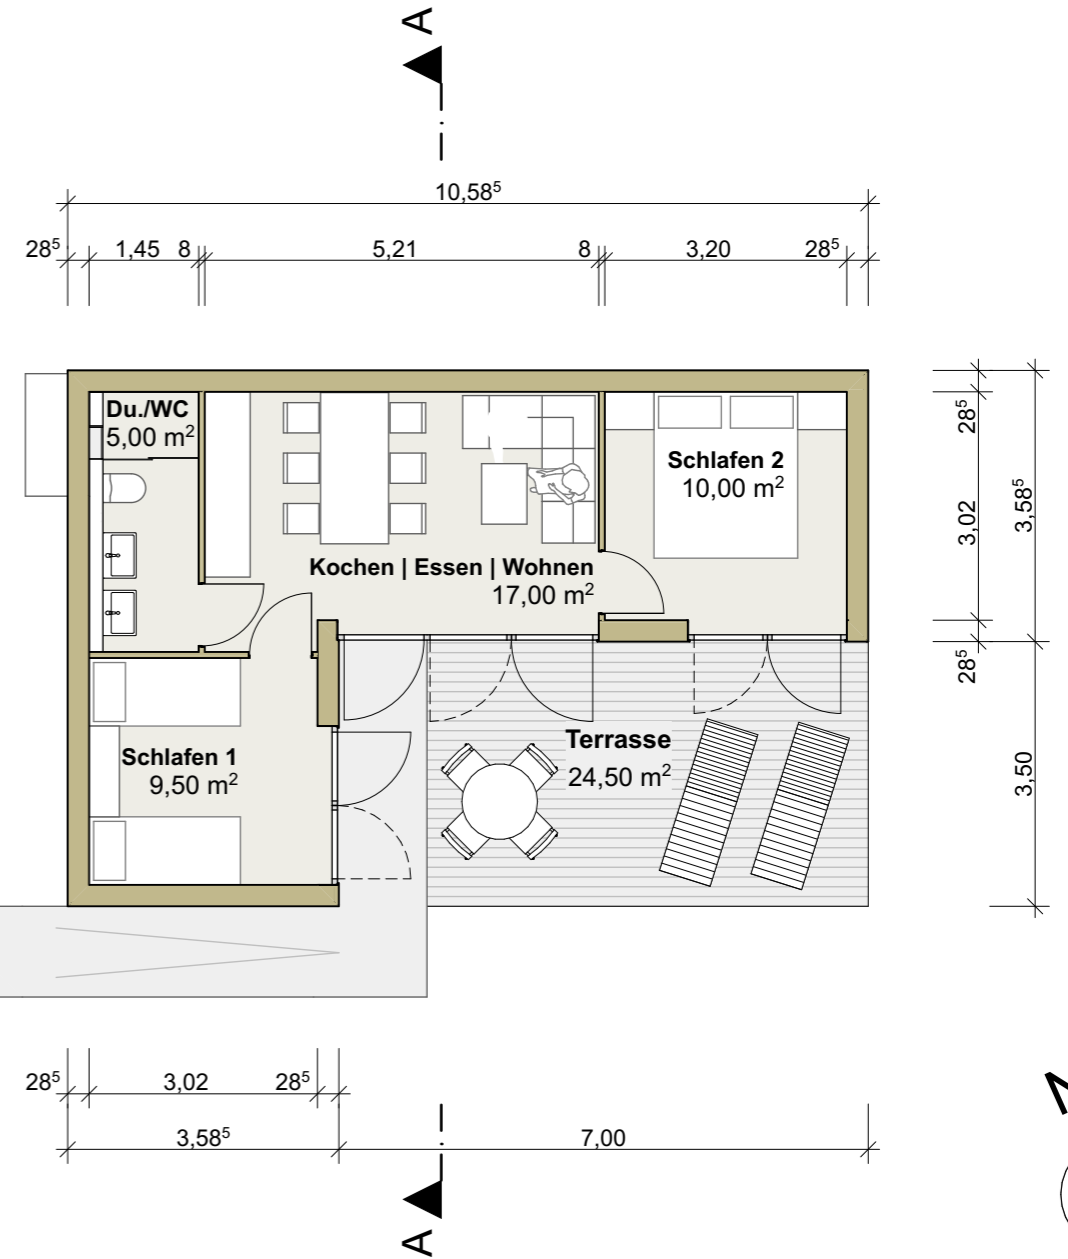 A
10,58⁵
28⁵ 1,45 8 5,21 8 3,20 28⁵
Du./WC
5,00 m²
Schlafen 2
10,00 m²
Kochen | Essen | Wohnen
17,00 m²
28⁵
3,02
28⁵
3,58⁵
3,50
Schlafen 1
9,50 m²
Terrasse
24,50 m²
28⁵ 3,02 28⁵
3,58⁵ 7,00
A